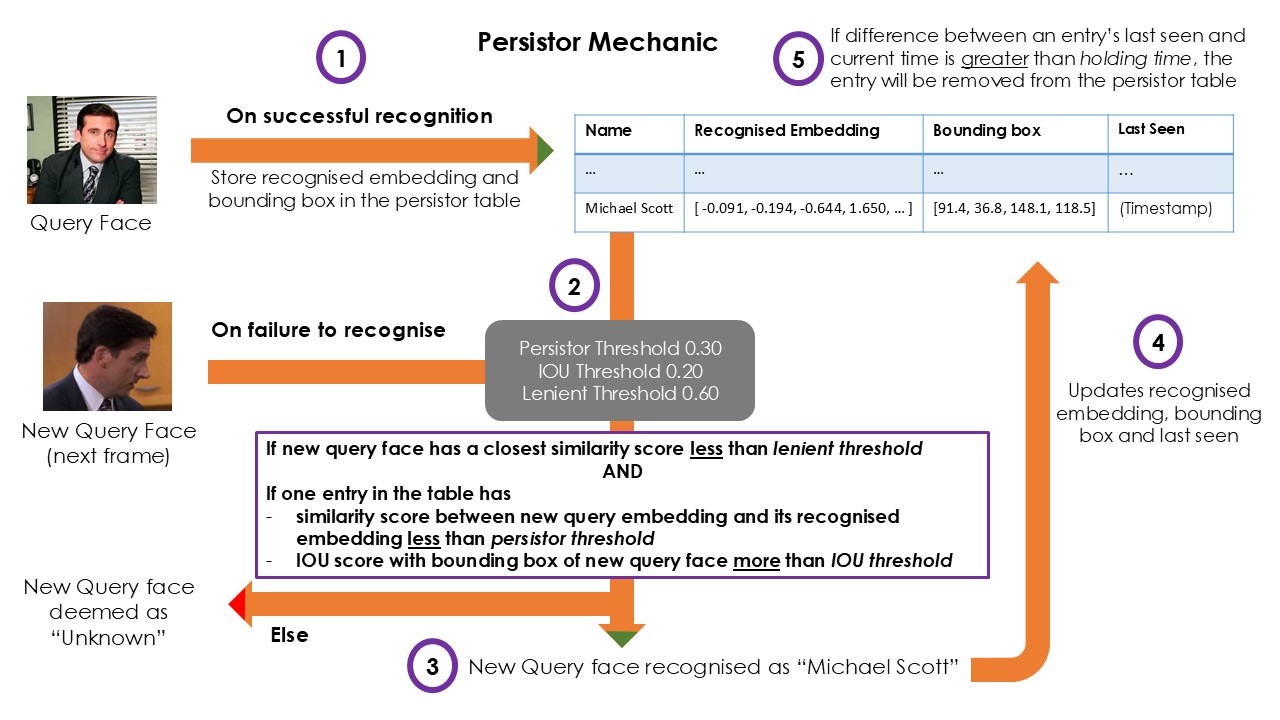 Persistor Mechanic
1
On successful recognition
Store recognised embedding and
bounding box in the persistor table
Query Face
5
If difference between an entry’s last seen and
current time is greater than holding time, the
entry will be removed from the persistor table
Name Recognised Embedding Bounding box Last Seen
... ... ... ...
Michael Scott [ -0.091, -0.194, -0.644, 1.650, ... ] [91.4, 36.8, 148.1, 118.5] (Timestamp)
2
On failure to recognise
New Query Face
(next frame)
Persistor Threshold 0.30
IOU Threshold 0.20
Lenient Threshold 0.60
If new query face has a closest similarity score less than lenient threshold
AND
If one entry in the table has
- similarity score between new query embedding and its recognised
embedding less than persistor threshold
- IOU score with bounding box of new query face more than IOU threshold
New Query face
deemed as
“Unknown”
Else
3
New Query face recognised as “Michael Scott”
4
Updates recognised
embedding, bounding
box and last seen